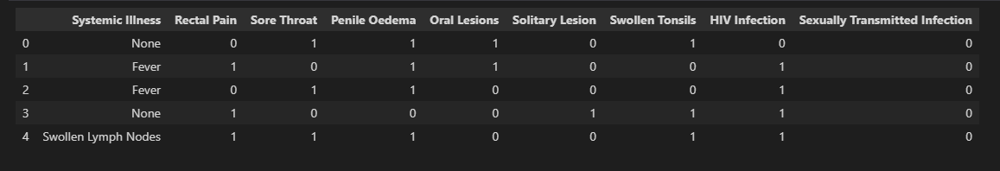 Systemic Illness Rectal Pain Sore Throat Penile Oedema Oral Lesions Solitary Lesion Swollen Tonsils HIV Infection Sexually Transmitted Infection
0 None 0 1 1 1 0 1 0 0
1 Fever 1 0 1 1 0 0 1 0
2 Fever 0 1 1 0 0 0 1 0
3 None 1 0 0 0 1 1 1 0
4 Swollen Lymph Nodes 1 1 1 0 0 1 1 0